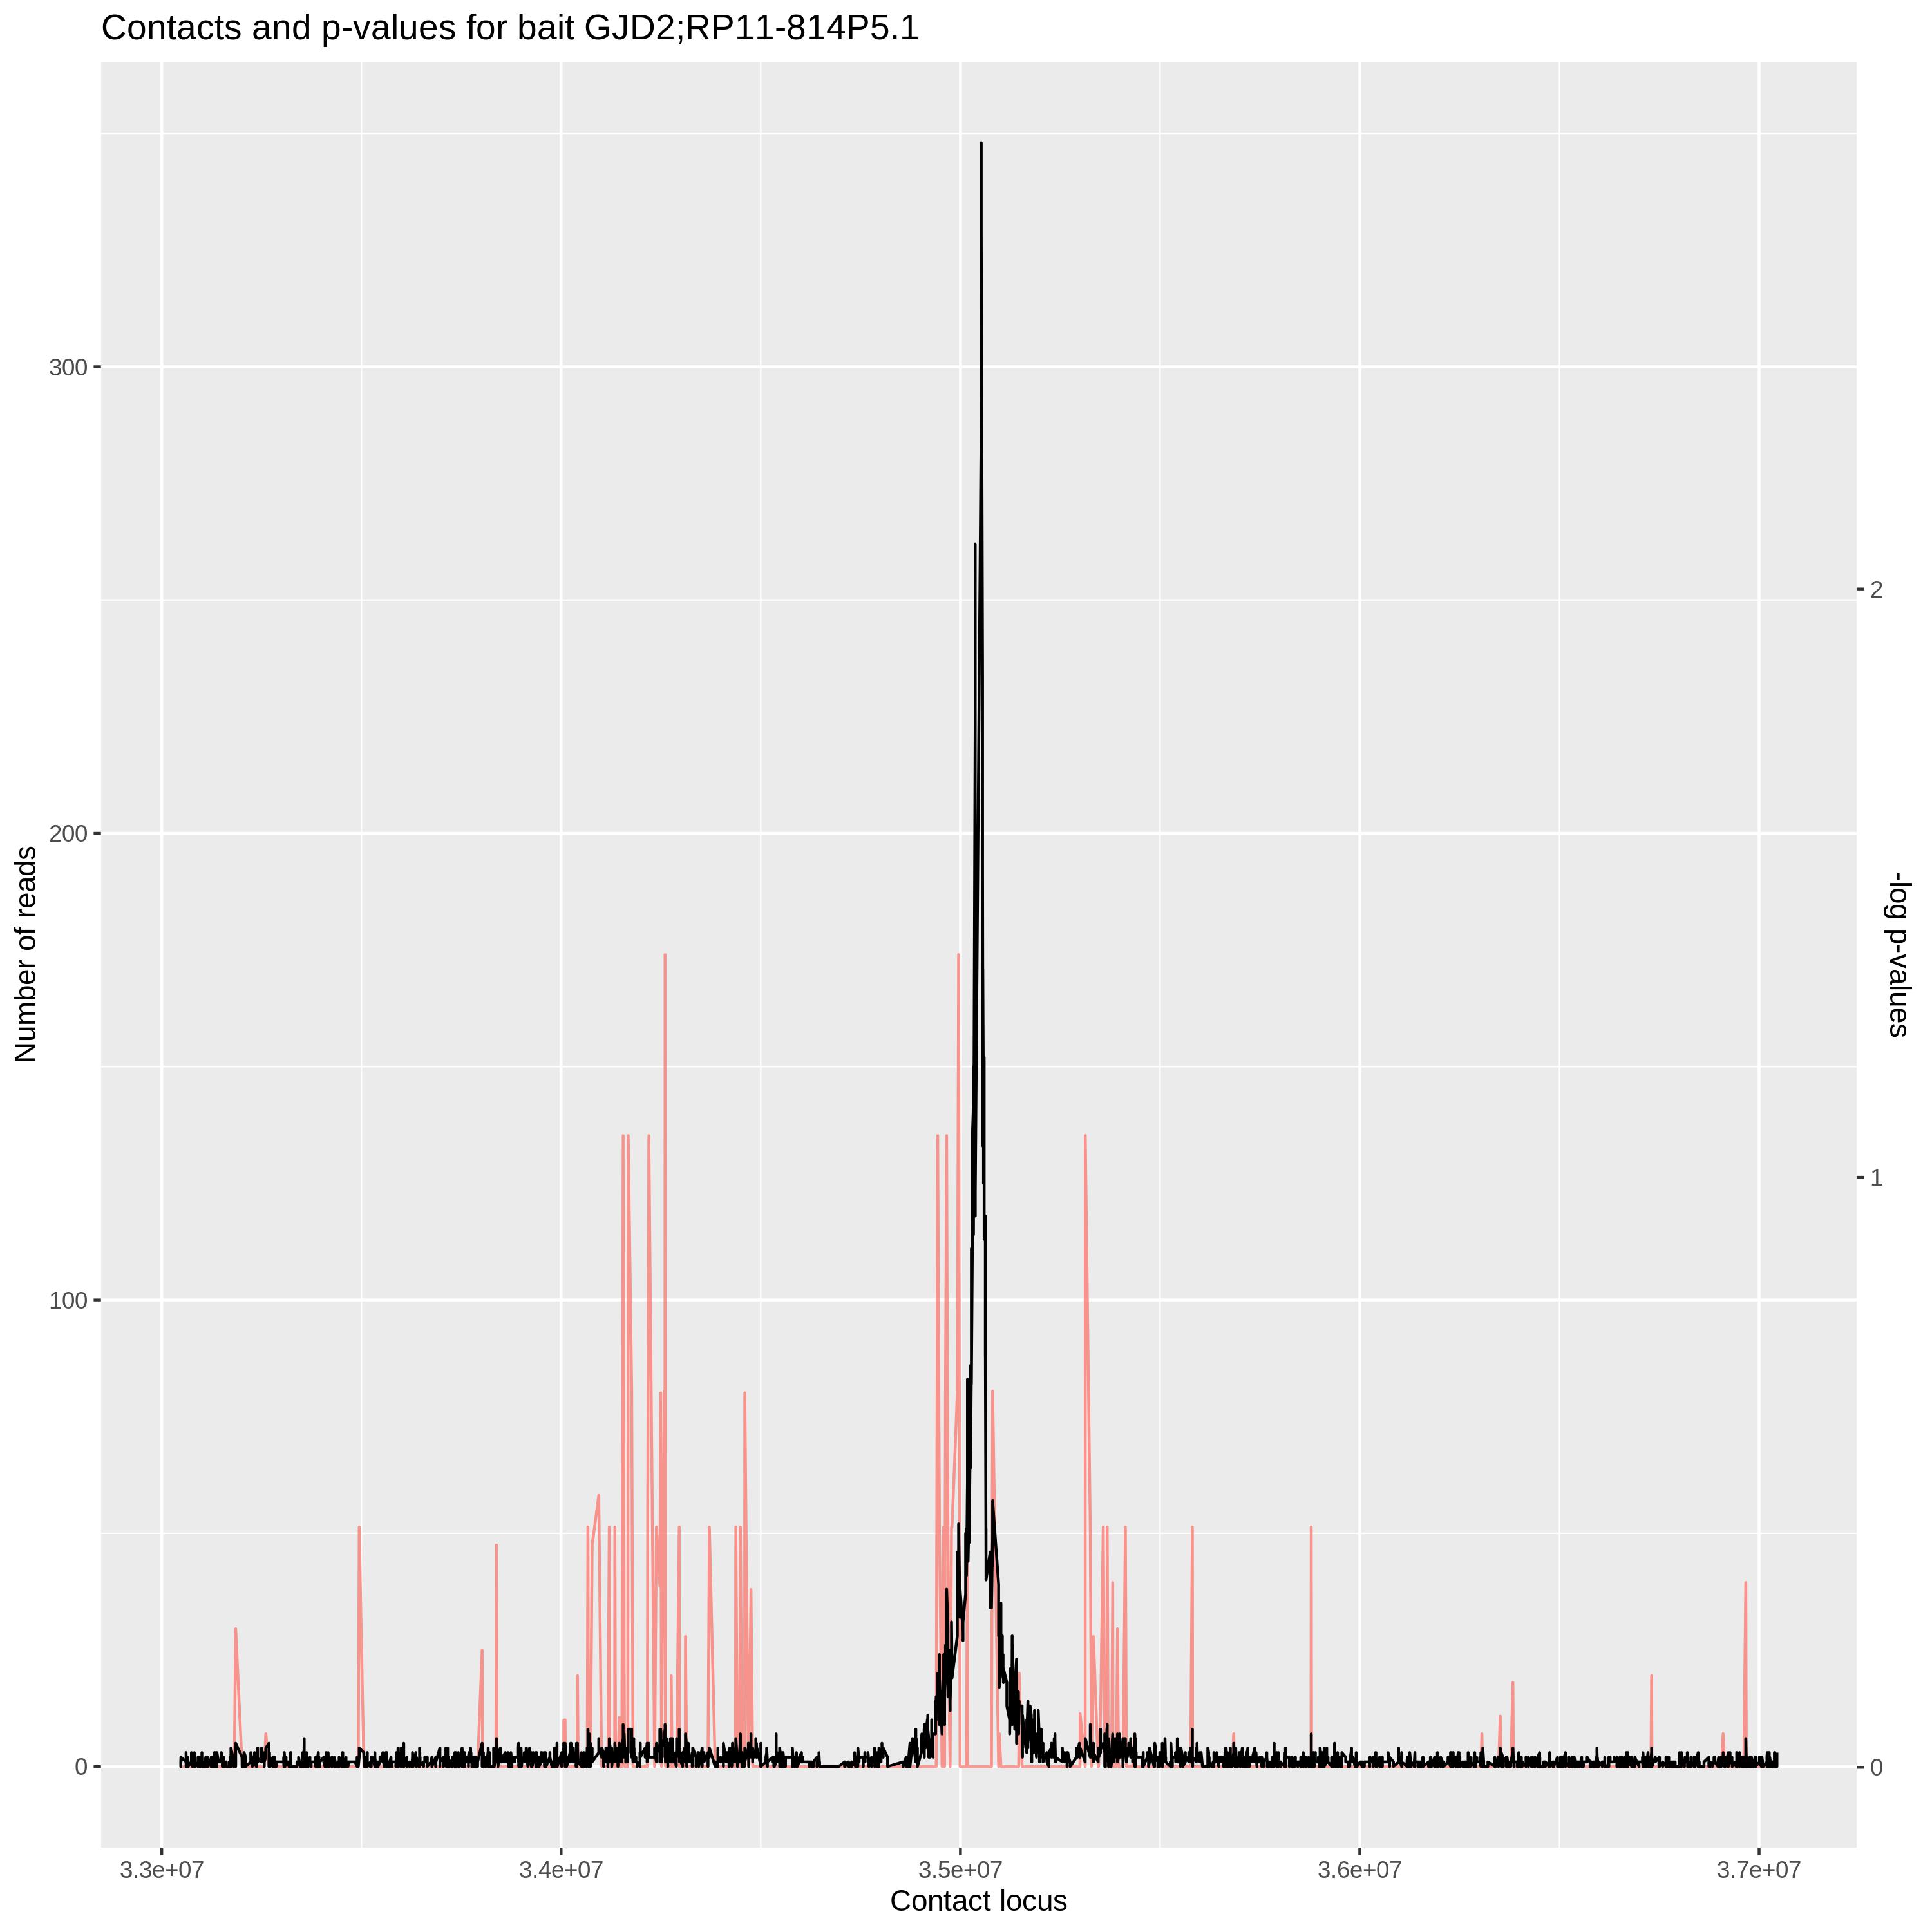 Contacts and p-values for bait GJD2;RP11-814P5.1
300
200
100
0
Number of reads
2
1
0
-log p-values
3.3e+07 3.4e+07 3.5e+07 3.6e+07 3.7e+07
Contact locus